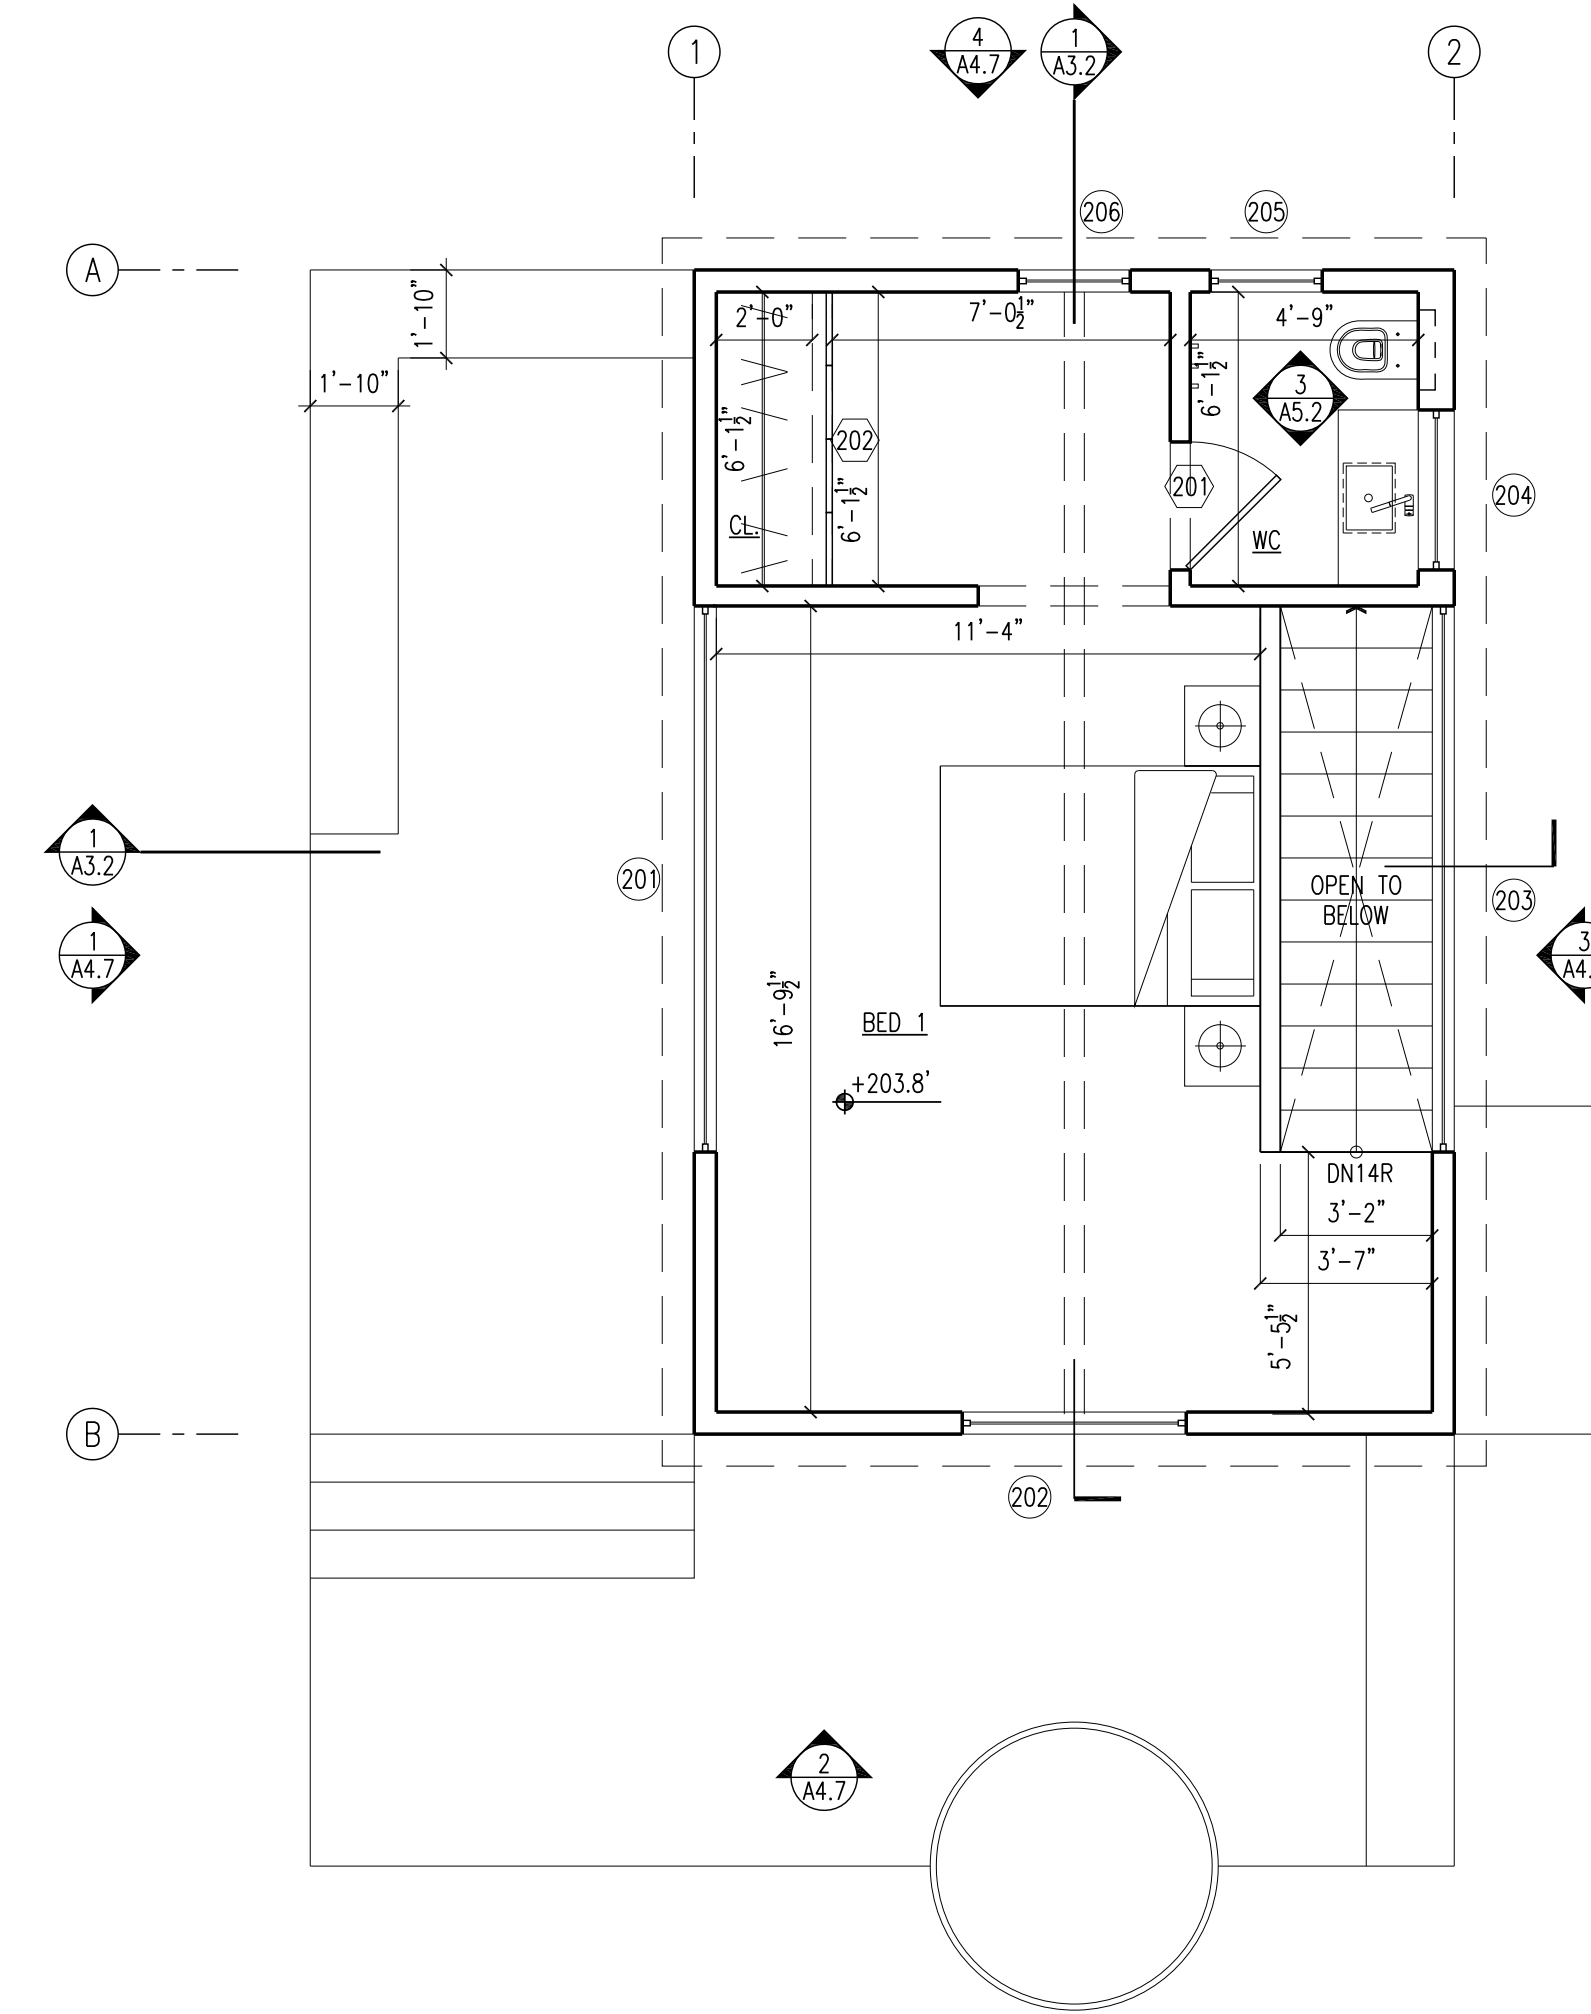 1
4
A4.7
1
A3.2
2
206
205
A
1'-10"
2'-0"
7'-0½"
4'-9"
1'-10"
3
A5.2
6'-1½"
6'-1½"
202
6'-1½"
201
204
CL.
WC
11'-4"
1
A3.2
201
OPEN TO
BELOW
203
1
A4.7
3
16'-9½"
BED 1
+203.8'
DN14R
3'-2"
3'-7"
5'-5½"
B
202
2
A4.7